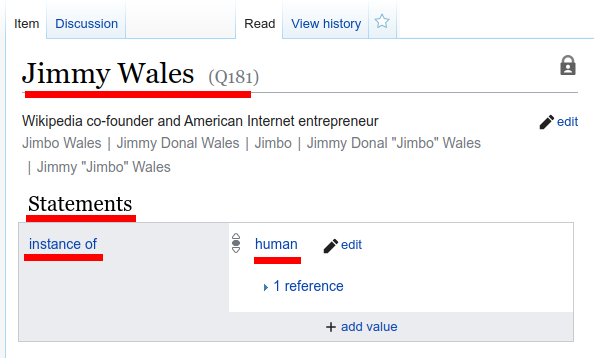 Item Discussion Read View history
Jimmy Wales (Q181)
Wikipedia co-founder and American Internet entrepreneur edit
Jimbo Wales | Jimmy Donal Wales | Jimbo | Jimmy Donal "Jimbo" Wales
| Jimmy "Jimbo" Wales
Statements
instance of human edit
1 reference
+ add value